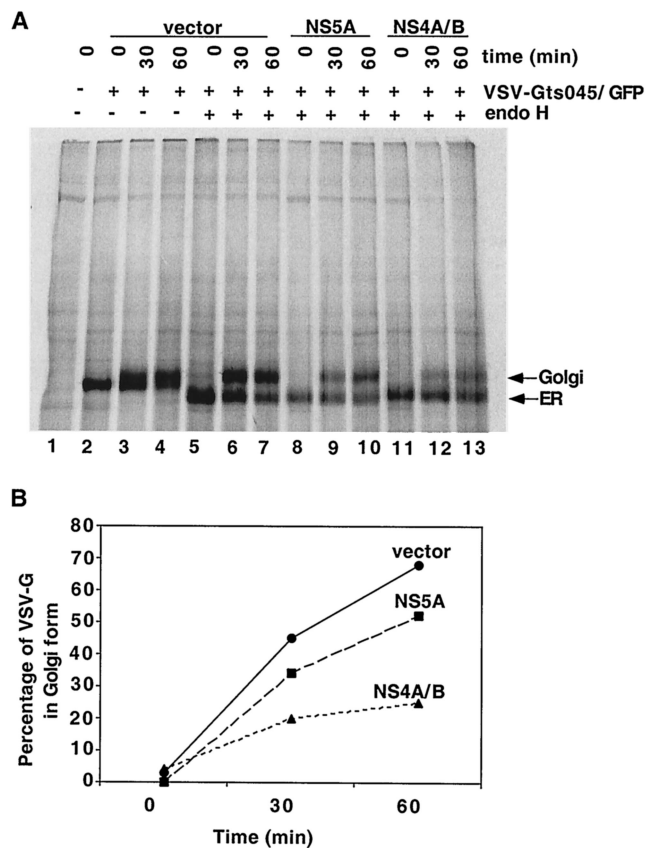 A
vector NS5A NS4A/B
0 0 30 60 0 30 60 0 30 60 0 30 60 time (min)
- + + + + + + + + + + + + VSV-Gts045/ GFP
- - - - + + + + + + + + + endo H
Golgi
ER
1 2 3 4 5 6 7 8 9 10 11 12 13
B
80
70
60
50
40
30
20
10
0
Percentage of VSV-G
in Golgi form
vector
NS5A
NS4A/B
0 30 60
Time (min)